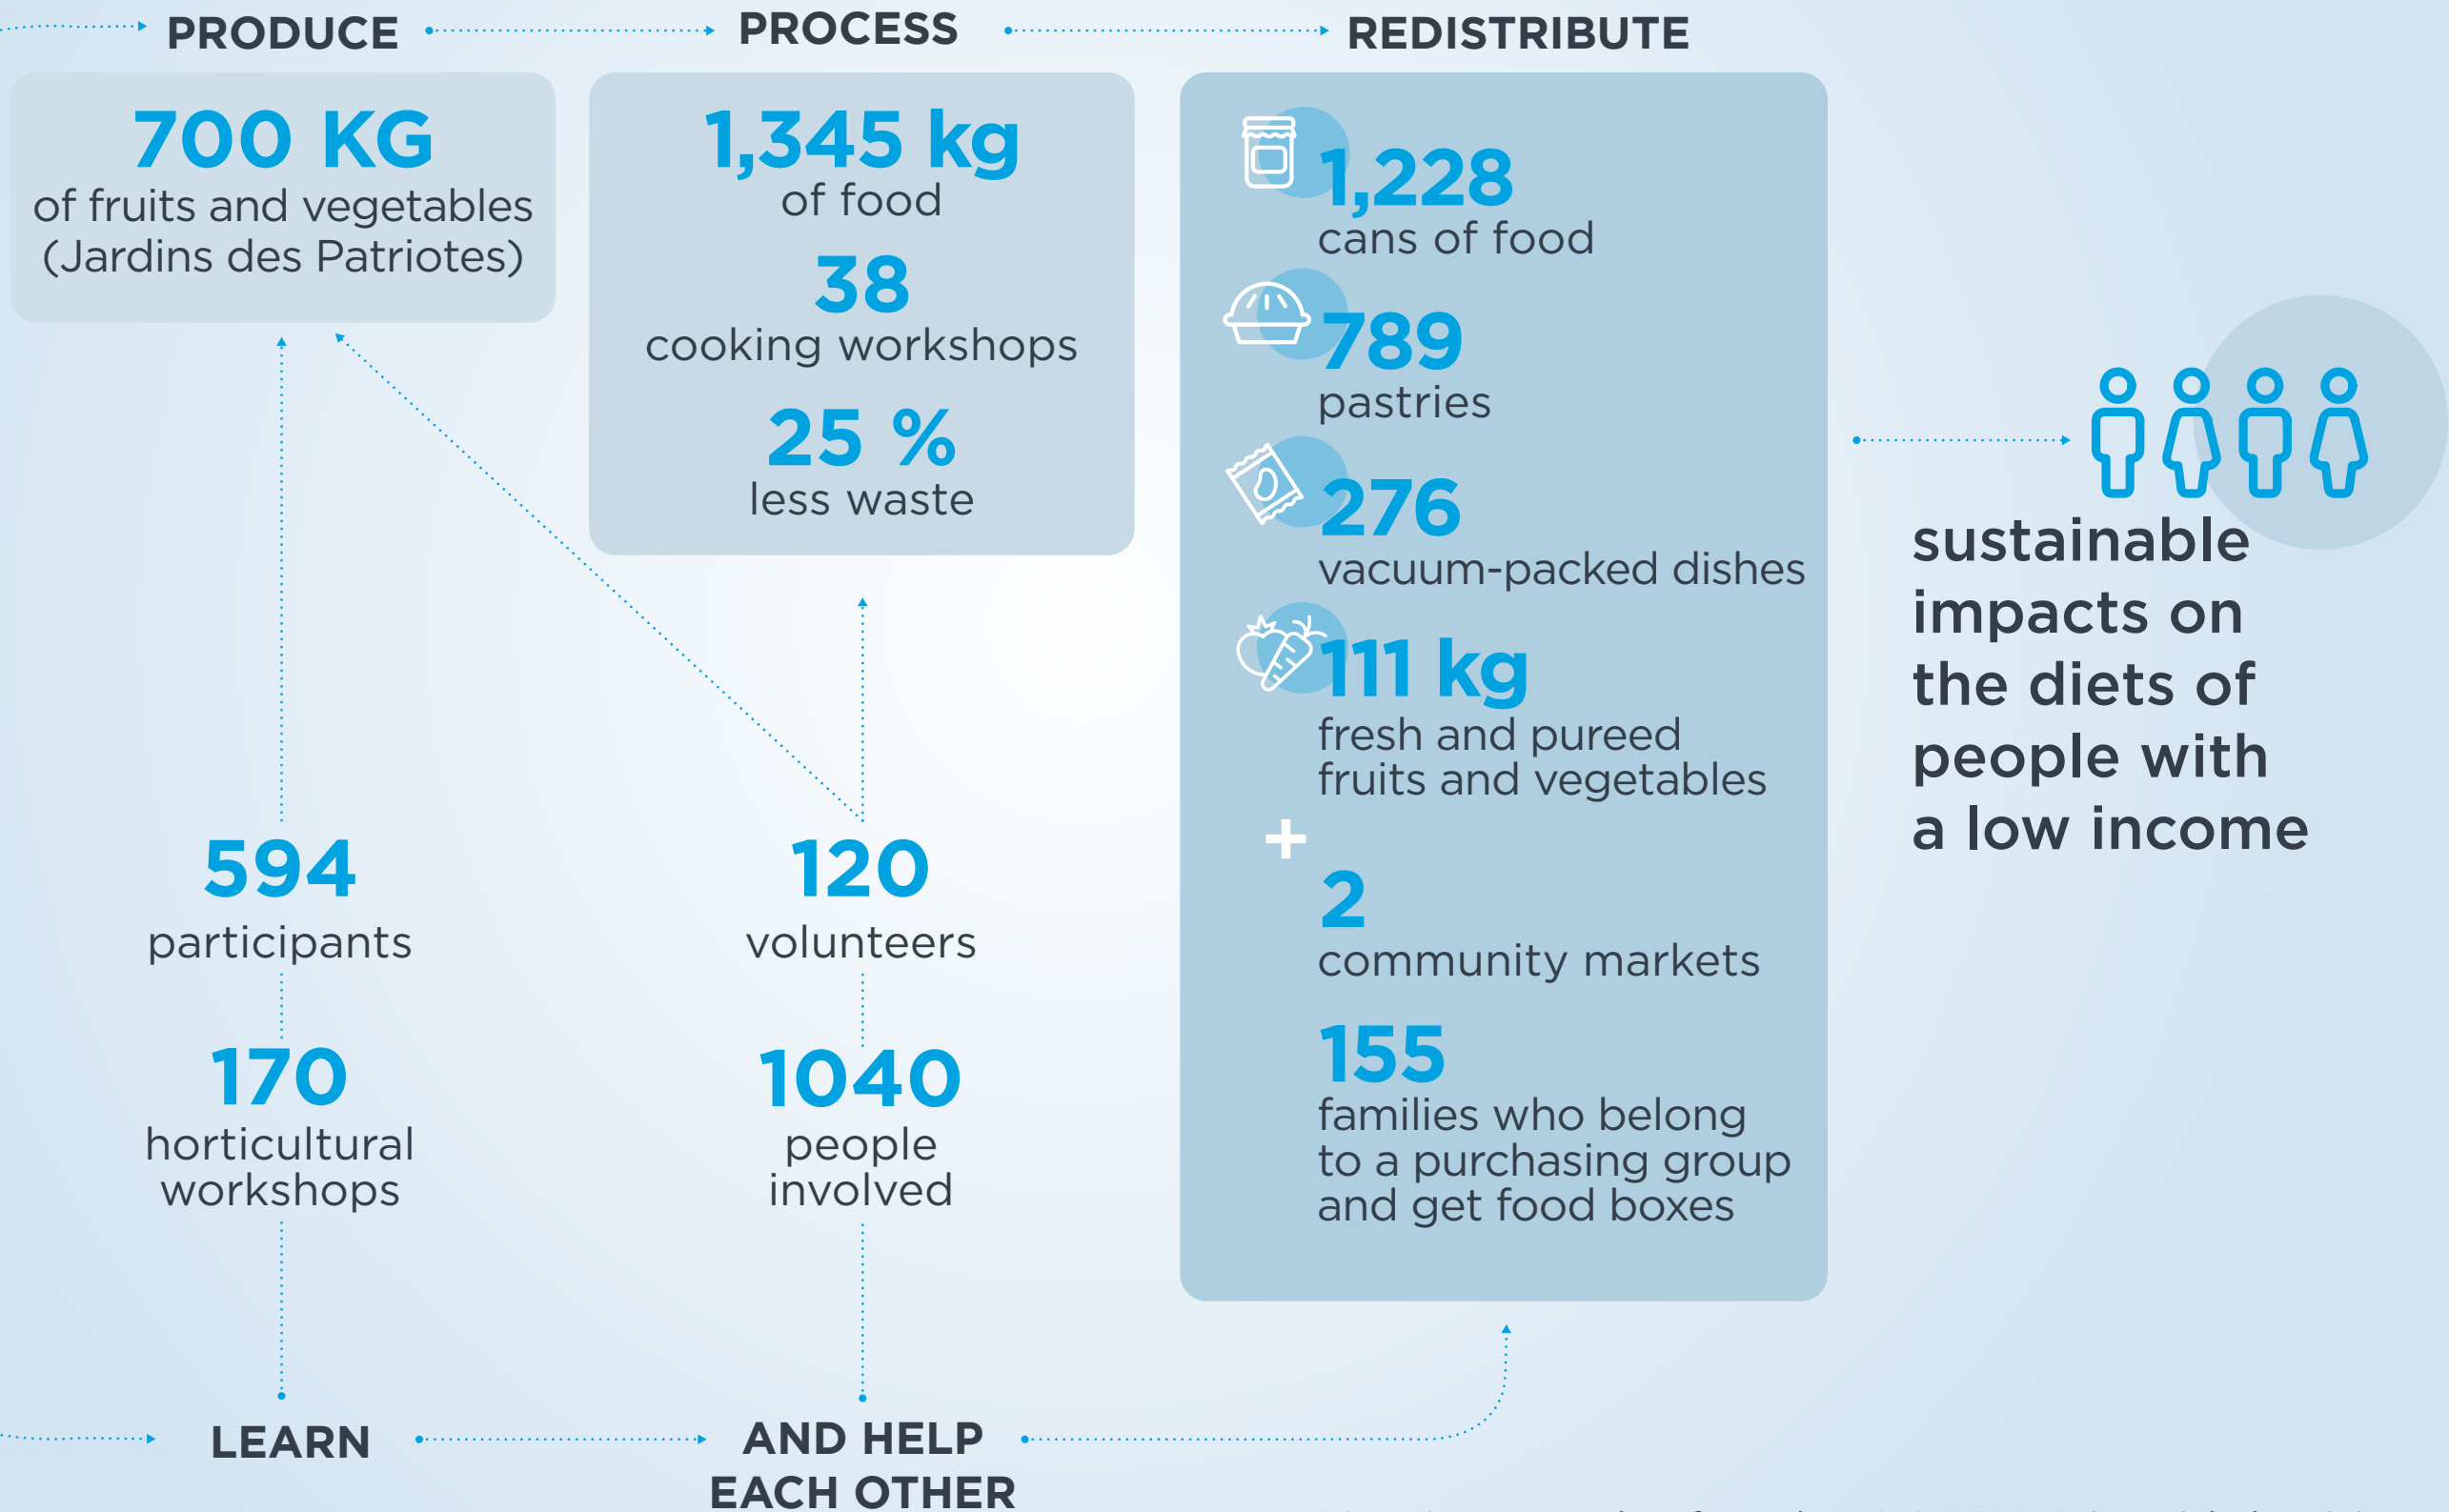 PRODUCE
PROCESS
REDISTRIBUTE
700 KG
of fruits and vegetables
(Jardins des Patriotes)
1,345 kg
of food
38
cooking workshops
25 %
less waste
1,228
cans of food
789
pastries
276
vacuum-packed dishes
111 kg
fresh and pureed
fruits and vegetables
+
2
community markets
155
families who belong
to a purchasing group
and get food boxes
sustainable
impacts on
the diets of
people with
a low income
594
participants
170
horticultural
workshops
120
volunteers
1040
people
involved
LEARN
AND HELP
EACH OTHER